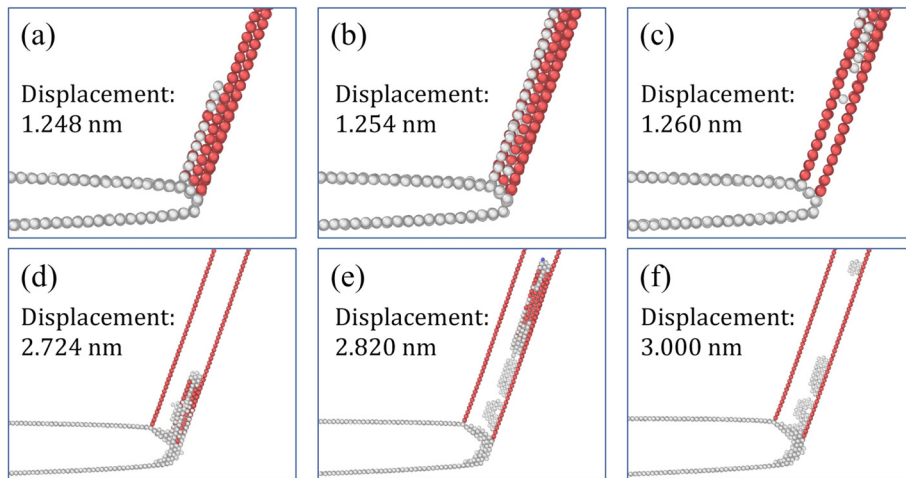 (a)
Displacement:
1.248 nm
(b)
Displacement:
1.254 nm
(c)
Displacement:
1.260 nm
(d)
Displacement:
2.724 nm
(e)
Displacement:
2.820 nm
(f)
Displacement:
3.000 nm